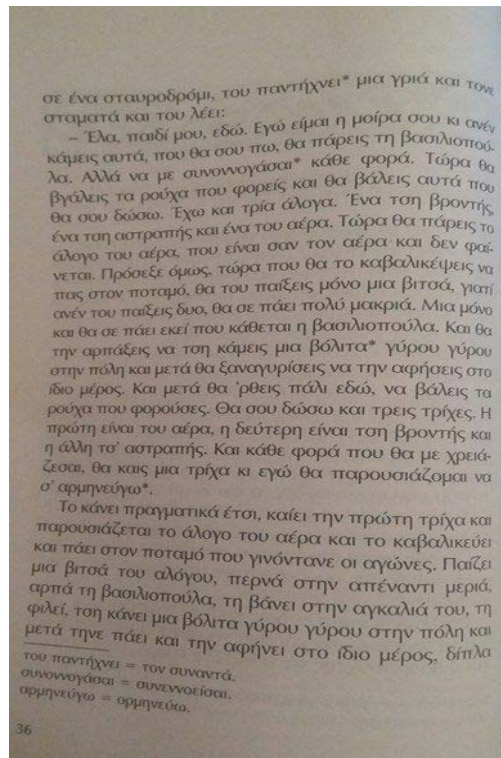 σε ένα σταυροδρόμι, του παντήχνει* μια γριά και τονε
σταματά και του λέει:
– Έλα, παιδί μου, εδώ. Εγώ είμαι η μοίρα σου κι ανέν
κάμεις αυτά, που θα σου πω, θα πάρεις τη βασιλιοπού-
λα. Αλλά να με συνοννογάσαι* κάθε φορά. Τώρα θα
βγάλεις τα ρούχα που φορείς και θα βάλεις αυτά που
θα σου δώσω. Έχω και τρία άλογα. Ένα τση βροντής,
ένα τση αστραπής και ένα του αέρα. Τώρα θα πάρεις το
άλογο του αέρα, που είναι σαν τον αέρα και δεν φαί-
νεται. Πρόσεξε όμως, τώρα που θα το καβαλικέψεις να
πας στον ποταμό, θα του παίξεις μόνο μια βιτσά, γιατί
ανέν του παίξεις δυο, θα σε πάει πολύ μακριά. Μια μόνο
και θα σε πάει εκεί που κάθεται η βασιλιοπούλα. Και θα
την αρπάξεις να τση κάμεις μια βόλιτα* γύρου γύρου
στην πόλη και μετά θα ξαναγυρίσεις να την αφήσεις στο
ίδιο μέρος. Και μετά θα 'ρθεις πάλι εδώ, να βάλεις τα
ρούχα που φορούσες. Θα σου δώσω και τρεις τρίχες. Η
πρώτη είναι του αέρα, η δεύτερη είναι τση βροντής και
η άλλη τσ' αστραπής. Και κάθε φορά που θα με χρειά-
ζεσαι, θα καις μια τρίχα κι εγώ θα παρουσιάζομαι να
σ' αρμηνεύγω*.
Το κάνει πραγματικά έτσι, καίει την πρώτη τρίχα και
παρουσιάζεται το άλογο του αέρα και το καβαλικεύει
και πάει στον ποταμό που γινόντανε οι αγώνες. Παίζει
μια βιτσά του αλόγου, περνά στην απέναντι μεριά,
αρπά τη βασιλιοπούλα, τη βάνει στην αγκαλιά του, τη
φιλεί, τση κάνει μια βόλιτα γύρου γύρου στην πόλη και
μετά τηνε πάει και την αφήνει στο ίδιο μέρος, δίπλα
του παντήχνει = τον συναντά.
συνοννογάσαι = συνεννοείσαι.
αρμηνεύγω = ορμηνεύω.
36